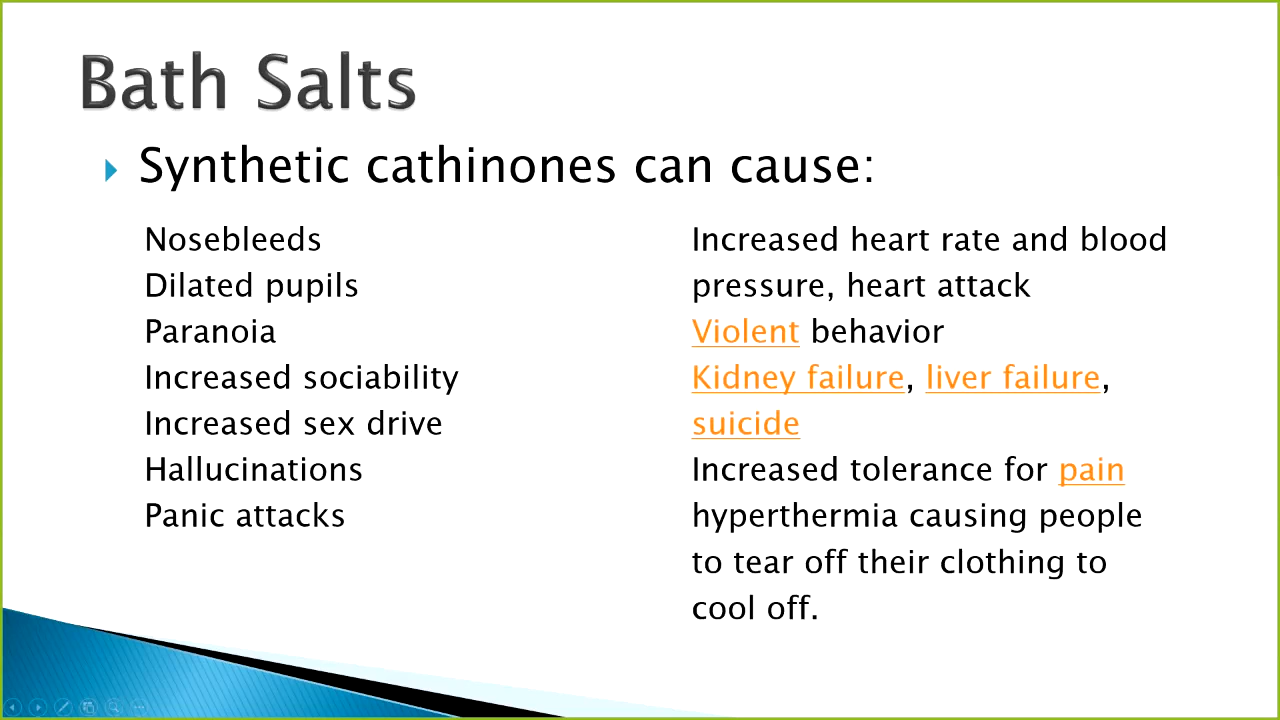 Bath Salts
Synthetic cathinones can cause:
Nosebleeds
Dilated pupils
Paranoia
Increased sociability
Increased sex drive
Hallucinations
Panic attacks
Increased heart rate and blood
pressure, heart attack
Violent behavior
Kidney failure, liver failure,
suicide
Increased tolerance for pain
hyperthermia causing people
to tear off their clothing to
cool off.